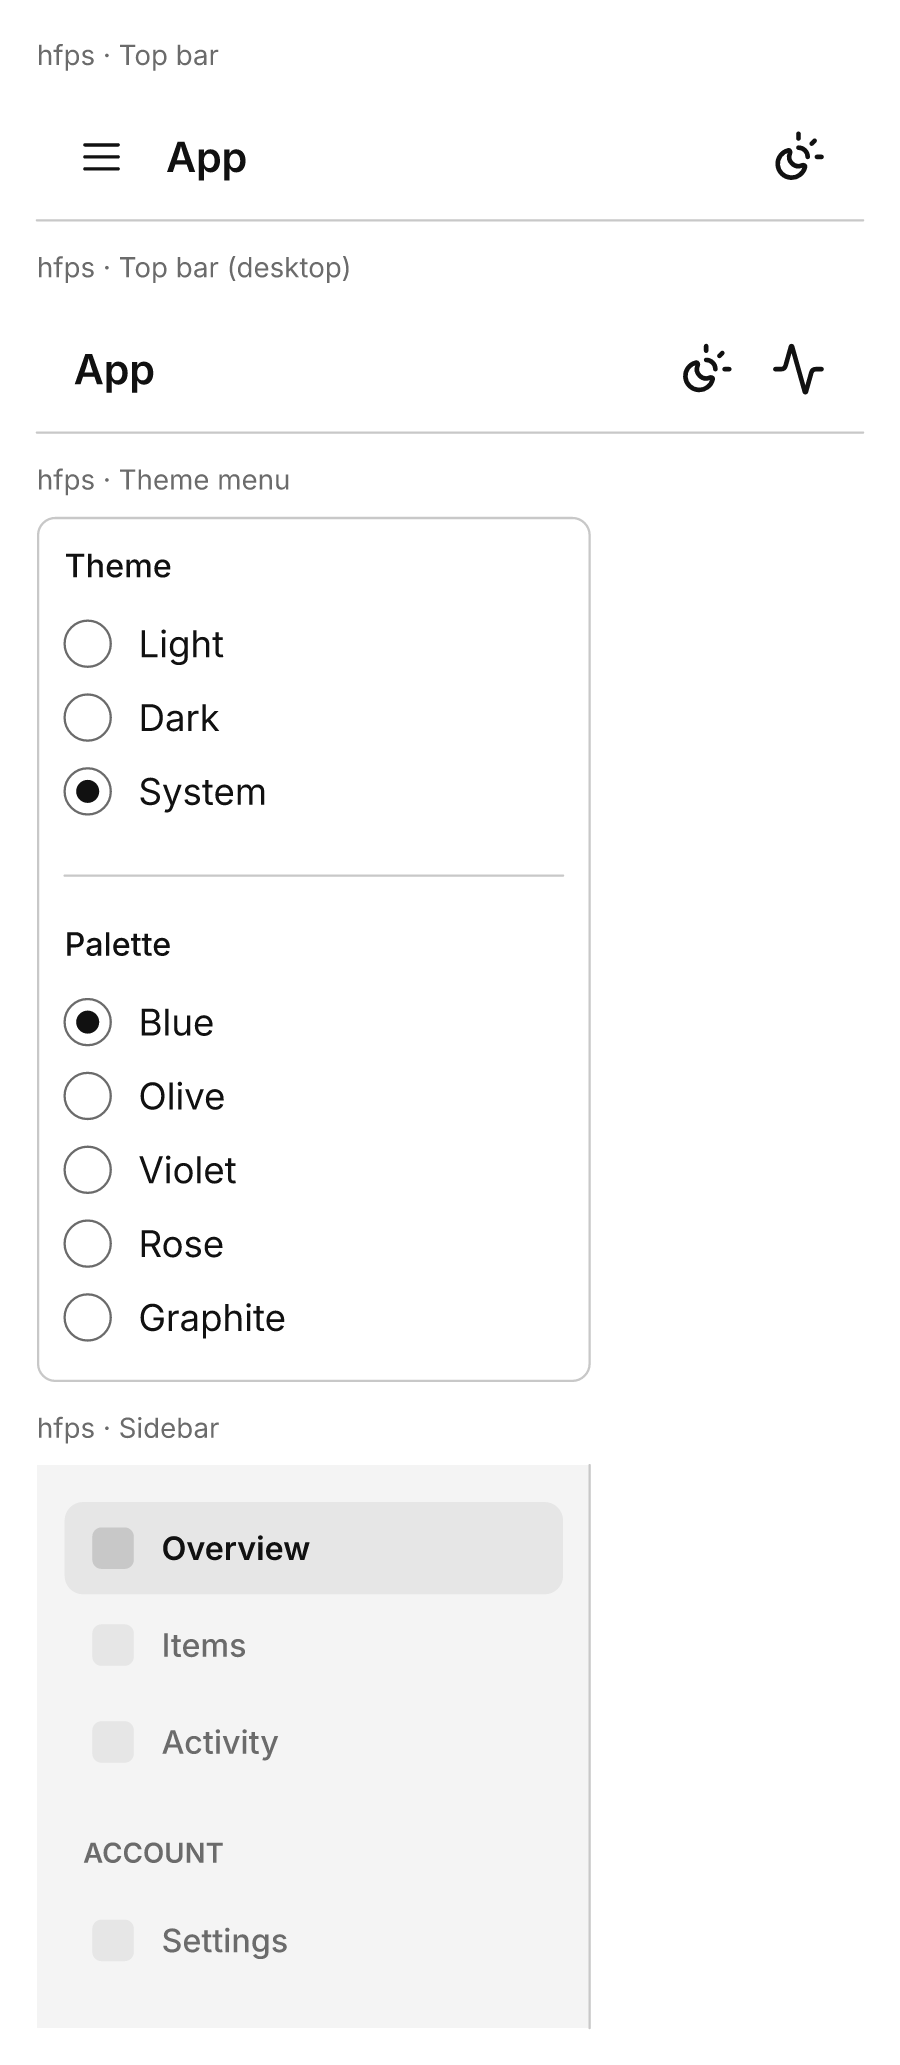 hfps · Top bar
App
hfps · Top bar (desktop)
App
hfps · Theme menu
Theme
Light
Dark
System
Palette
Blue
Olive
Violet
Rose
Graphite
hfps · Sidebar
Overview
Items
Activity
ACCOUNT
Settings